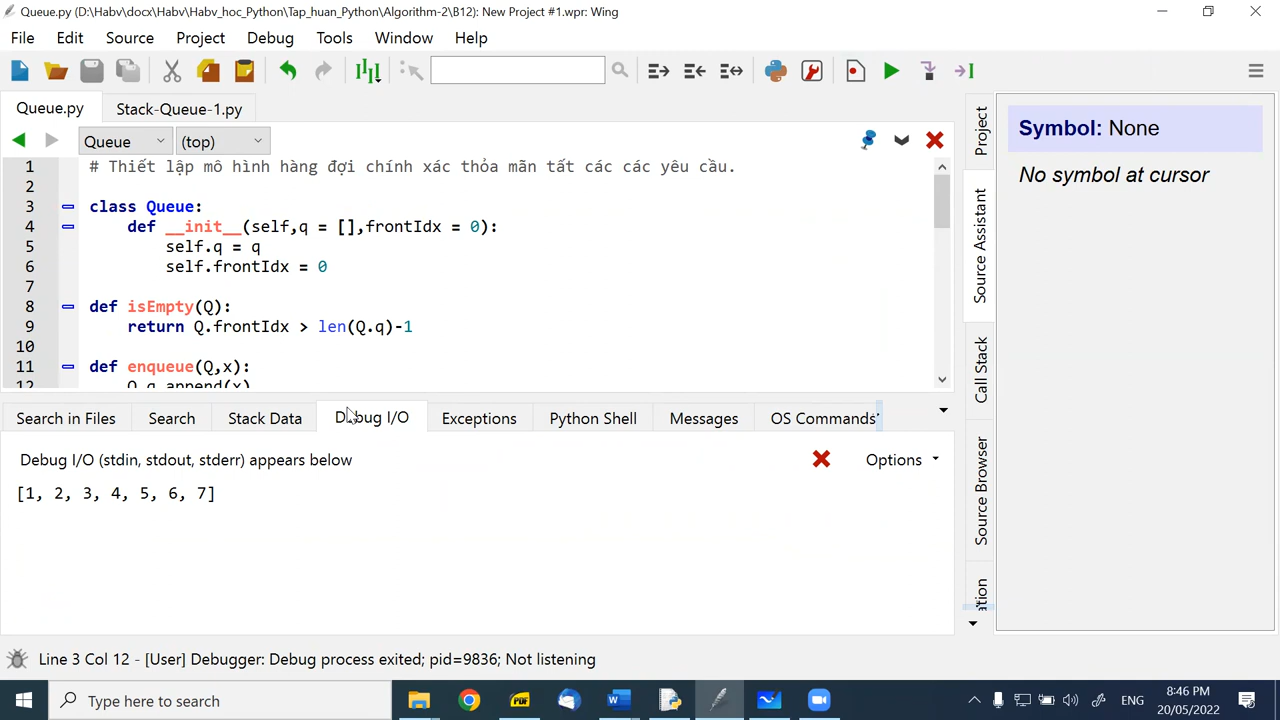 Queue.py (D:\Habv\docx\Habv\Habv_hoc_Python\Tap_huan_Python\Algorithm-2\B12): New Project #1.wpr: Wing
File Edit Source Project Debug Tools Window Help
Queue.py Stack-Queue-1.py
Queue (top)
1 # Thiết lập mô hình hàng đợi chính xác thỏa mãn tất các các yêu cầu.
2
3 class Queue:
4 def __init__(self,q = [],frontIdx = 0):
5 self.q = q
6 self.frontIdx = 0
7
8 def isEmpty(Q):
9 return Q.frontIdx > len(Q.q)-1
10
11 def enqueue(Q,x):
12 Q.q.append(x)
Search in Files Search Stack Data Debug I/O Exceptions Python Shell Messages OS Commands
Debug I/O (stdin, stdout, stderr) appears below
Options
[1, 2, 3, 4, 5, 6, 7]
Project
Source Assistant
Call Stack
Source Browser
Symbol: None
No symbol at cursor
Line 3 Col 12 - [User] Debugger: Debug process exited; pid=9836; Not listening
Type here to search
PDF
ENG
8:46 PM
20/05/2022